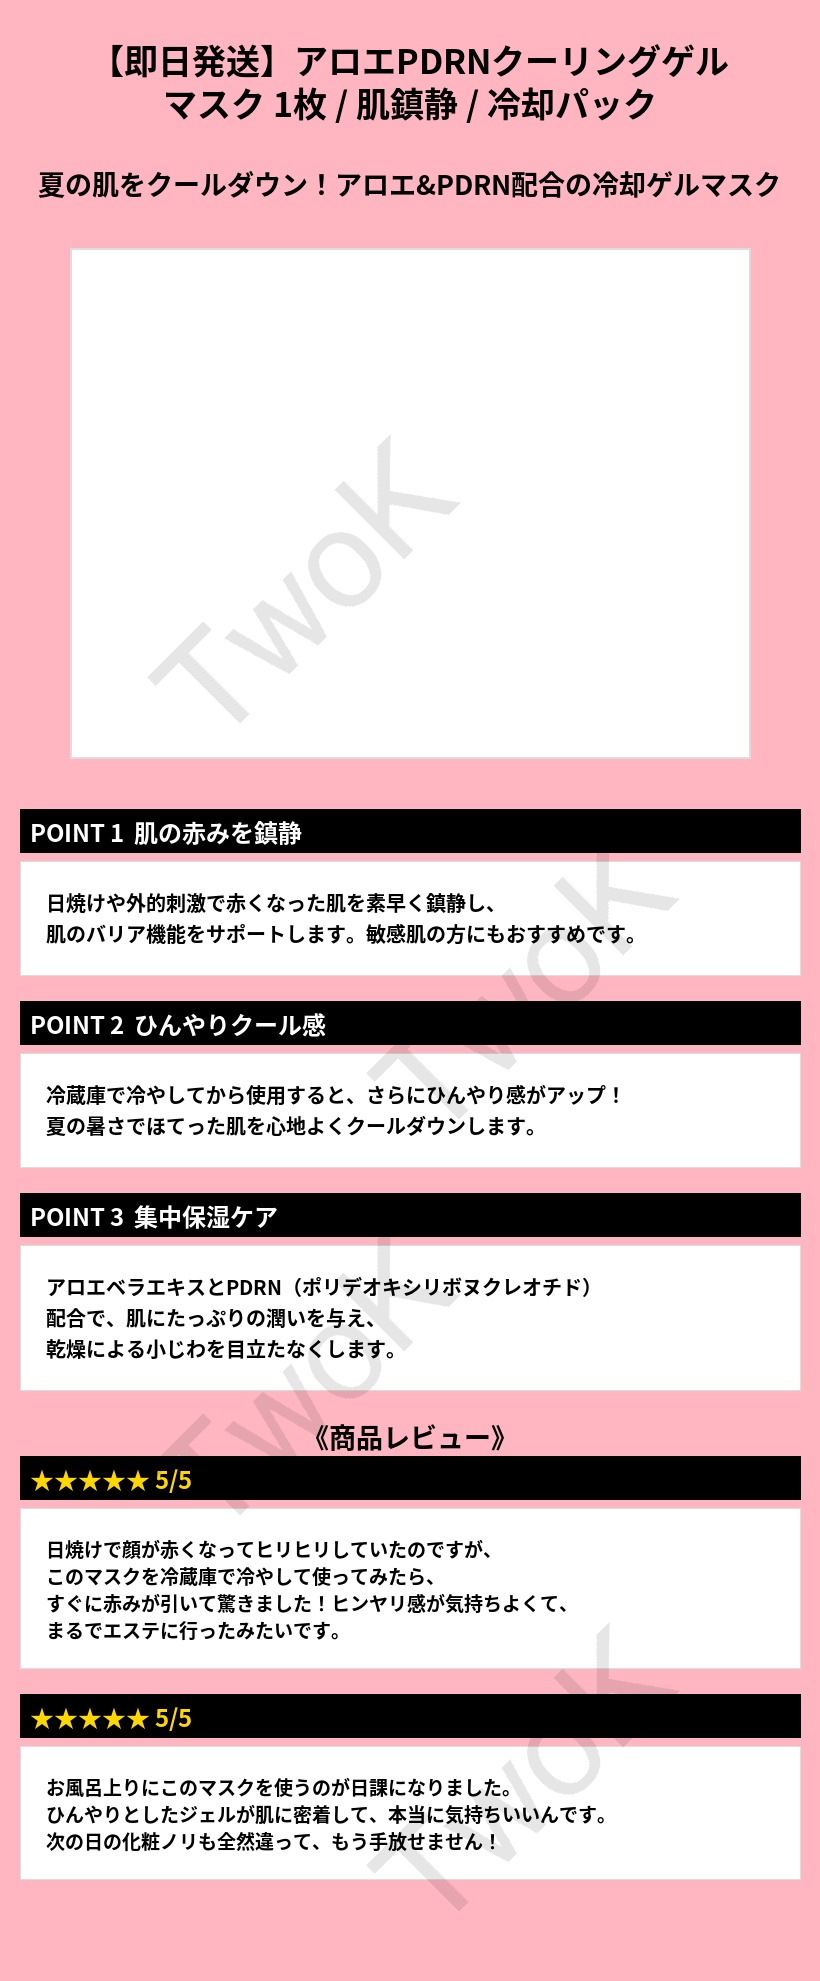 【即日発送】アロエPDRNクーリングゲル
マスク 1枚 / 肌鎮静 / 冷却パック
夏の肌をクールダウン！アロエ&PDRN配合の冷却ゲルマスク
TwoK
POINT 1 肌の赤みを鎮静
日焼けや外的刺激で赤くなった肌を素早く鎮静し、
肌のバリア機能をサポートします。敏感肌の方にもおすすめです。
TwoK
POINT 2 ひんやりクール感
冷蔵庫で冷やしてから使用すると、さらにひんやり感がアップ！
夏の暑さでほてった肌を心地よくクールダウンします。
POINT 3 集中保湿ケア
アロエベラエキスとPDRN（ポリデオキシリボヌクレオチド）
配合で、肌にたっぷりの潤いを与え、
乾燥による小じわを目立たなくします。
TwoK
《商品レビュー》
★★★★★ 5/5
日焼けで顔が赤くなってヒリヒリしていたのですが、
このマスクを冷蔵庫で冷やして使ってみたら、
すぐに赤みが引いて驚きました！ヒンヤリ感が気持ちよくて、
まるでエステに行ったみたいです。
★★★★★ 5/5
お風呂上りにこのマスクを使うのが日課になりました。
ひんやりとしたジェルが肌に密着して、本当に気持ちいいんです。
次の日の化粧ノリも全然違って、もう手放せません！
TwoK